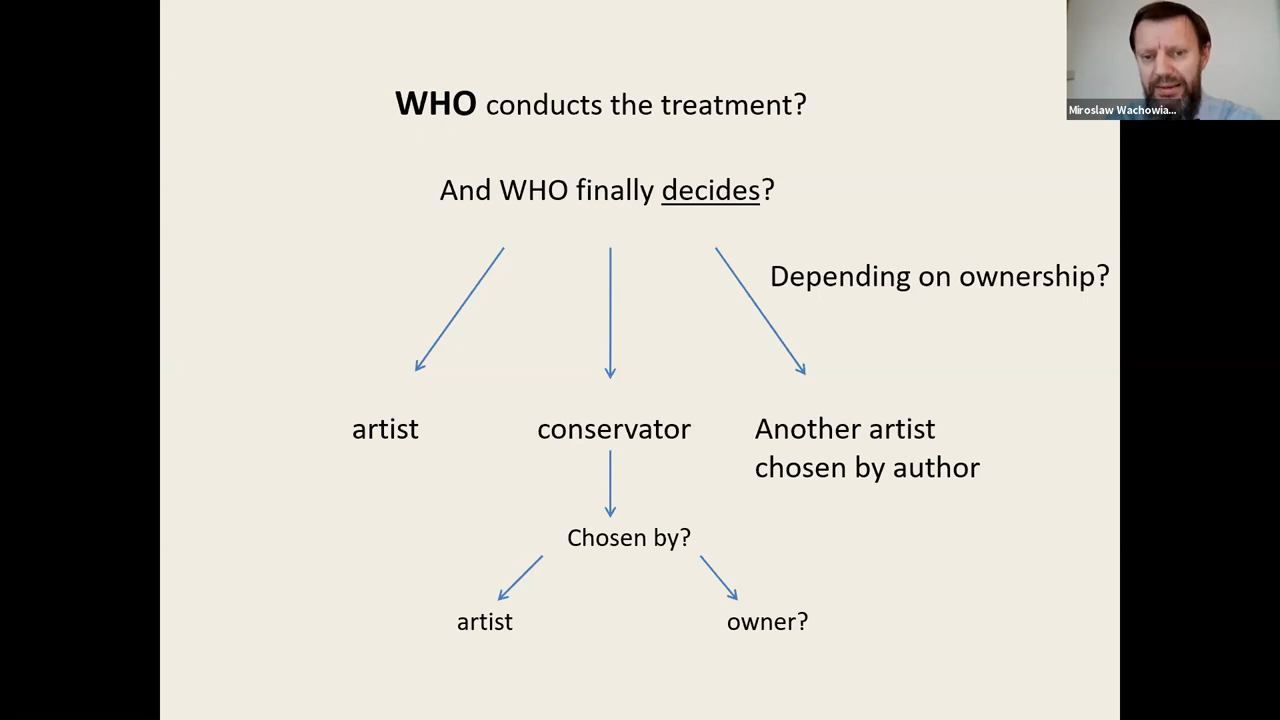 Miroslaw Wachowia...
WHO conducts the treatment?
And WHO finally decides?
Depending on ownership?
artist
conservator
Another artist
chosen by author
Chosen by?
artist
owner?